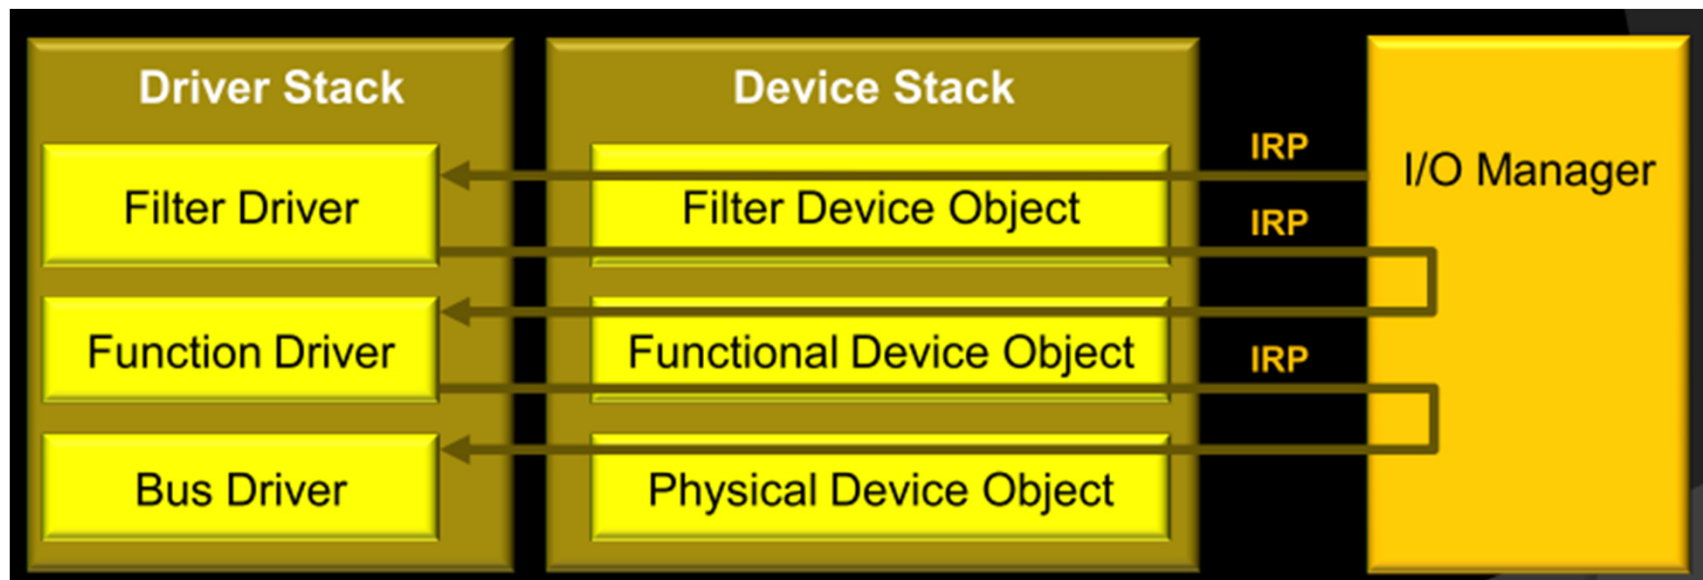 Driver Stack
Device Stack
IRP
I/O Manager
Filter Driver
Filter Device Object
IRP
Function Driver
Functional Device Object
IRP
Bus Driver
Physical Device Object